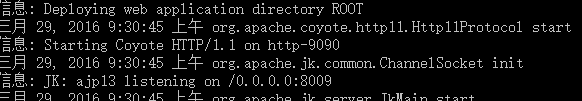 信息: Deploying web application directory ROOT
三月 29, 2016 9:30:45 上午 org.apache.coyote.http11.Http11Protocol start
信息: Starting Coyote HTTP/1.1 on http-9090
三月 29, 2016 9:30:45 上午 org.apache.jk.common.ChannelSocket init
信息: JK: ajp13 listening on /0.0.0.0:8009
三月 29, 2016 9:30:45 上午 org.apache.jk.server.JkMain start